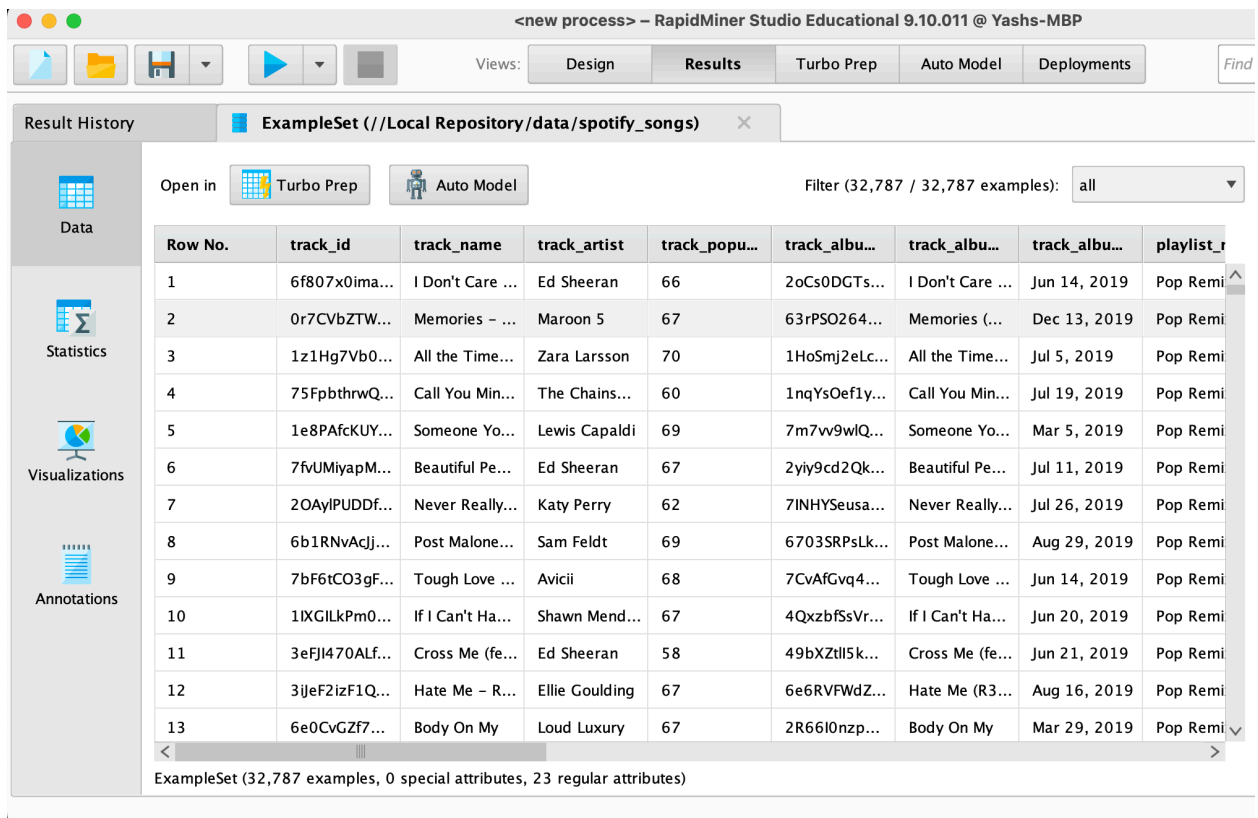 <new process> – RapidMiner Studio Educational 9.10.011 @ Yashs-MBP
Views: Design Results Turbo Prep Auto Model Deployments Find
Result History ExampleSet (//Local Repository/data/spotify_songs)
Open in Turbo Prep Auto Model Filter (32,787 / 32,787 examples): all
Data
Statistics
Visualizations
Annotations
Row No. track_id track_name track_artist track_popu... track_albu... track_albu... track_albu... playlist_n
1 6f807x0ima... I Don't Care ... Ed Sheeran 66 2oCs0DGTs... I Don't Care ... Jun 14, 2019 Pop Remi
2 0r7CVbZTW... Memories – ... Maroon 5 67 63rPSO264... Memories (... Dec 13, 2019 Pop Remi
3 1z1Hg7Vb0... All the Time... Zara Larsson 70 1HoSmj2eLc... All the Time... Jul 5, 2019 Pop Remi
4 75FpbthrwQ... Call You Min... The Chains... 60 1nqYsOef1y... Call You Min... Jul 19, 2019 Pop Remi
5 1e8PAfcKUY... Someone Yo... Lewis Capaldi 69 7m7vv9wlQ... Someone Yo... Mar 5, 2019 Pop Remi
6 7fvUMiyapM... Beautiful Pe... Ed Sheeran 67 2yiy9cd2Qk... Beautiful Pe... Jul 11, 2019 Pop Remi
7 2OAylPUDDf... Never Really... Katy Perry 62 7INHYSeusa... Never Really... Jul 26, 2019 Pop Remi
8 6b1RNvAcJj... Post Malone... Sam Feldt 69 6703SRPsLk... Post Malone... Aug 29, 2019 Pop Remi
9 7bF6tCO3gF... Tough Love ... Avicii 68 7CvAfGvq4... Tough Love ... Jun 14, 2019 Pop Remi
10 1IXGILkPm0... If I Can't Ha... Shawn Mend... 67 4QxzbfSsVr... If I Can't Ha... Jun 20, 2019 Pop Remi
11 3eFJI470ALf... Cross Me (fe... Ed Sheeran 58 49bXZtlI5k... Cross Me (fe... Jun 21, 2019 Pop Remi
12 3iJeF2izF1Q... Hate Me – R... Ellie Goulding 67 6e6RVFWdZ... Hate Me (R3... Aug 16, 2019 Pop Remi
13 6e0CvGZf7... Body On My Loud Luxury 67 2R66I0nzp... Body On My Mar 29, 2019 Pop Remi
ExampleSet (32,787 examples, 0 special attributes, 23 regular attributes)